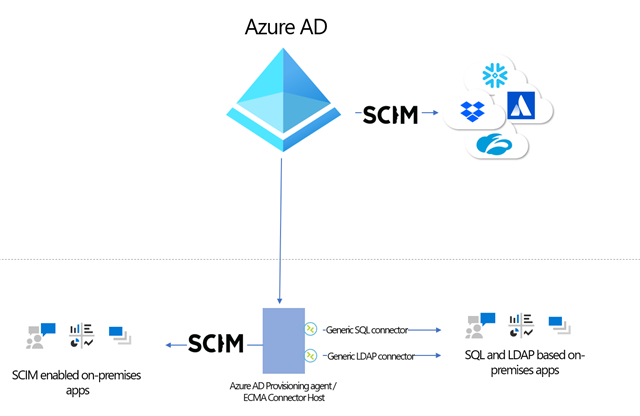 Azure AD
SCIM
Generic SQL connector
SCIM
Generic LDAP connector
SCIM enabled on-premises
apps
SQL and LDAP based on-
premises apps
Azure AD Provisioning agent /
ECMA Connector Host